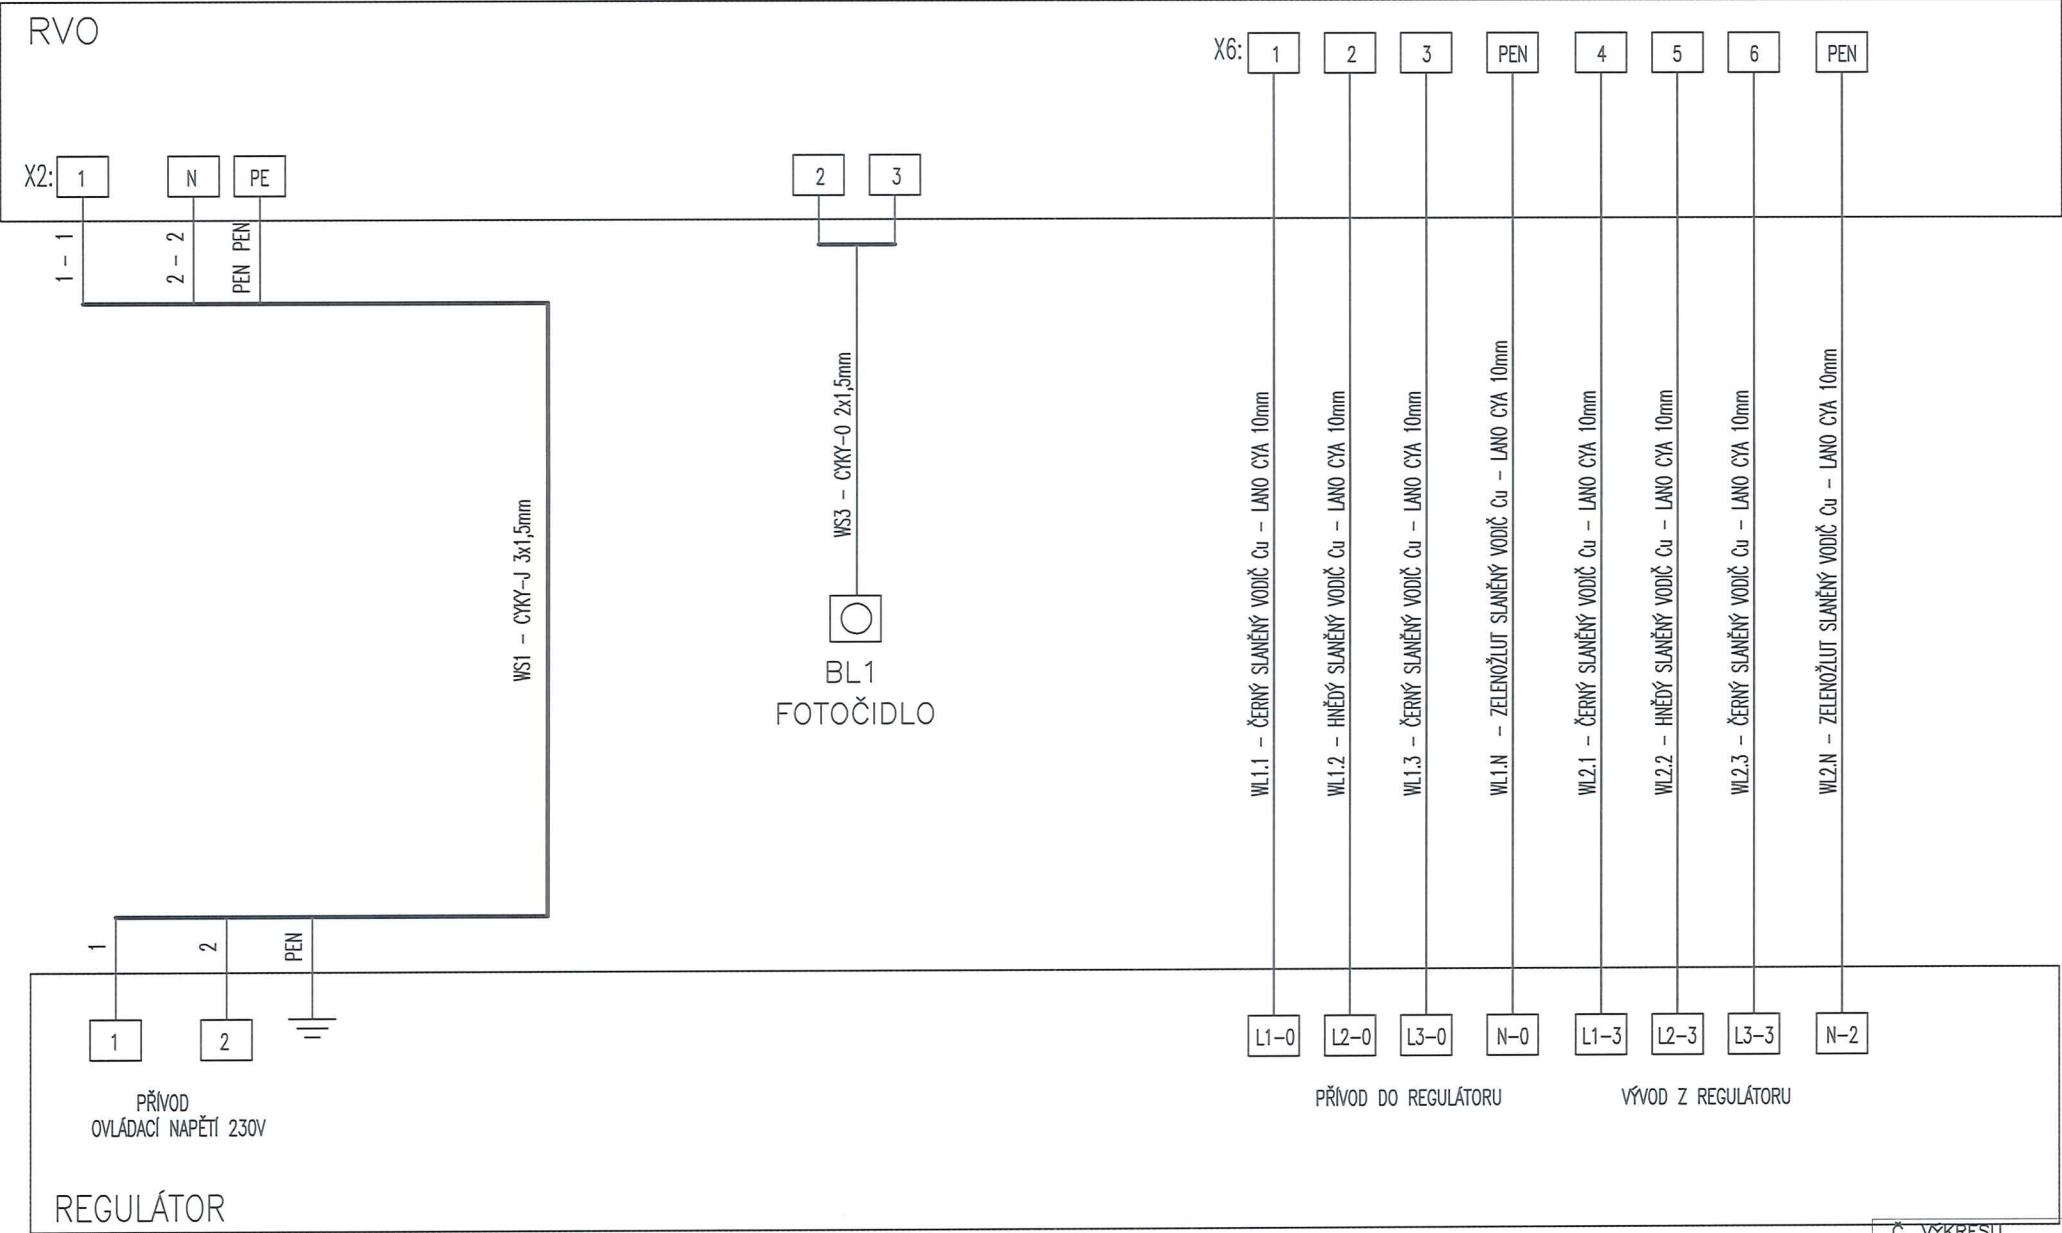 RVO
X6: 1 2 3 PEN 4 5 6 PEN
X2: 1 N PE 2 3
1 - 1
2 - 2
PEN PEN
WS1 - CYKY-J 3x1,5mm
WS3 - CYKY-O 2x1,5mm
BL1
FOTOČIDLO
WL1.1 - ČERNÝ SLANĚNÝ VODIČ Cu - LANO CYA 10mm
WL1.2 - HNĚDÝ SLANĚNÝ VODIČ Cu - LANO CYA 10mm
WL1.3 - ČERNÝ SLANĚNÝ VODIČ Cu - LANO CYA 10mm
WL1.N - ZELENOŽLUT SLANĚNÝ VODIČ Cu - LANO CYA 10mm
WL2.1 - ČERNÝ SLANĚNÝ VODIČ Cu - LANO CYA 10mm
WL2.2 - HNĚDÝ SLANĚNÝ VODIČ Cu - LANO CYA 10mm
WL2.3 - ČERNÝ SLANĚNÝ VODIČ Cu - LANO CYA 10mm
WL2.N - ZELENOŽLUT SLANĚNÝ VODIČ Cu - LANO CYA 10mm
1
2
PEN
1 2
L1-0 L2-0 L3-0 N-0 L1-3 L2-3 L3-3 N-2
PŘÍVOD
OVLÁDACÍ NAPĚTÍ 230V
PŘÍVOD DO REGULÁTORU
VÝVOD Z REGULÁTORU
REGULÁTOR
Č. VÝKRESU